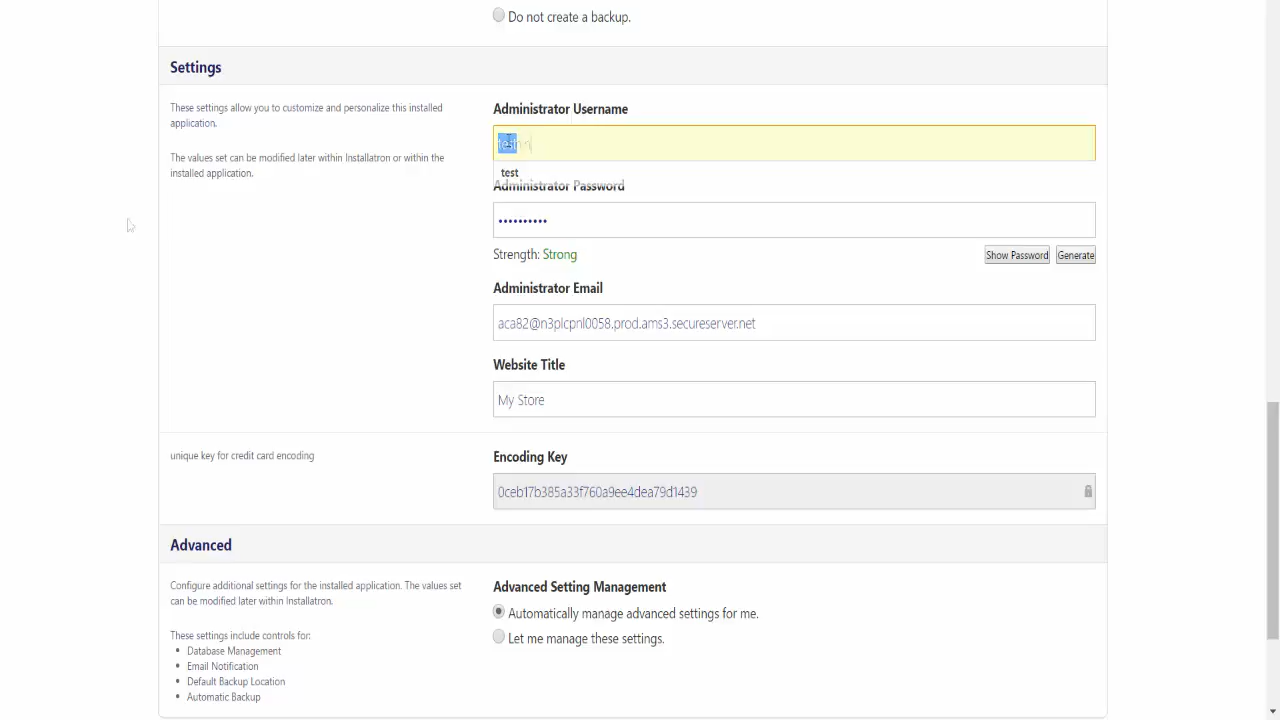 Do not create a backup.
Settings
These settings allow you to customize and personalize this installed
application.
The values set can be modified later within Installatron or within the
installed application.
Administrator Username
test
Administrator Password
••••••••••
Strength: Strong
Show Password
Generate
Administrator Email
aca82@n3plcpnl0058.prod.ams3.secureserver.net
Website Title
My Store
unique key for credit card encoding
Encoding Key
0ceb17b385a33f760a9ee4dea79d1439
Advanced
Configure additional settings for the installed application. The values set
can be modified later within Installatron.
These settings include controls for:
• Database Management
• Email Notification
• Default Backup Location
• Automatic Backup
Advanced Setting Management
Automatically manage advanced settings for me.
Let me manage these settings.